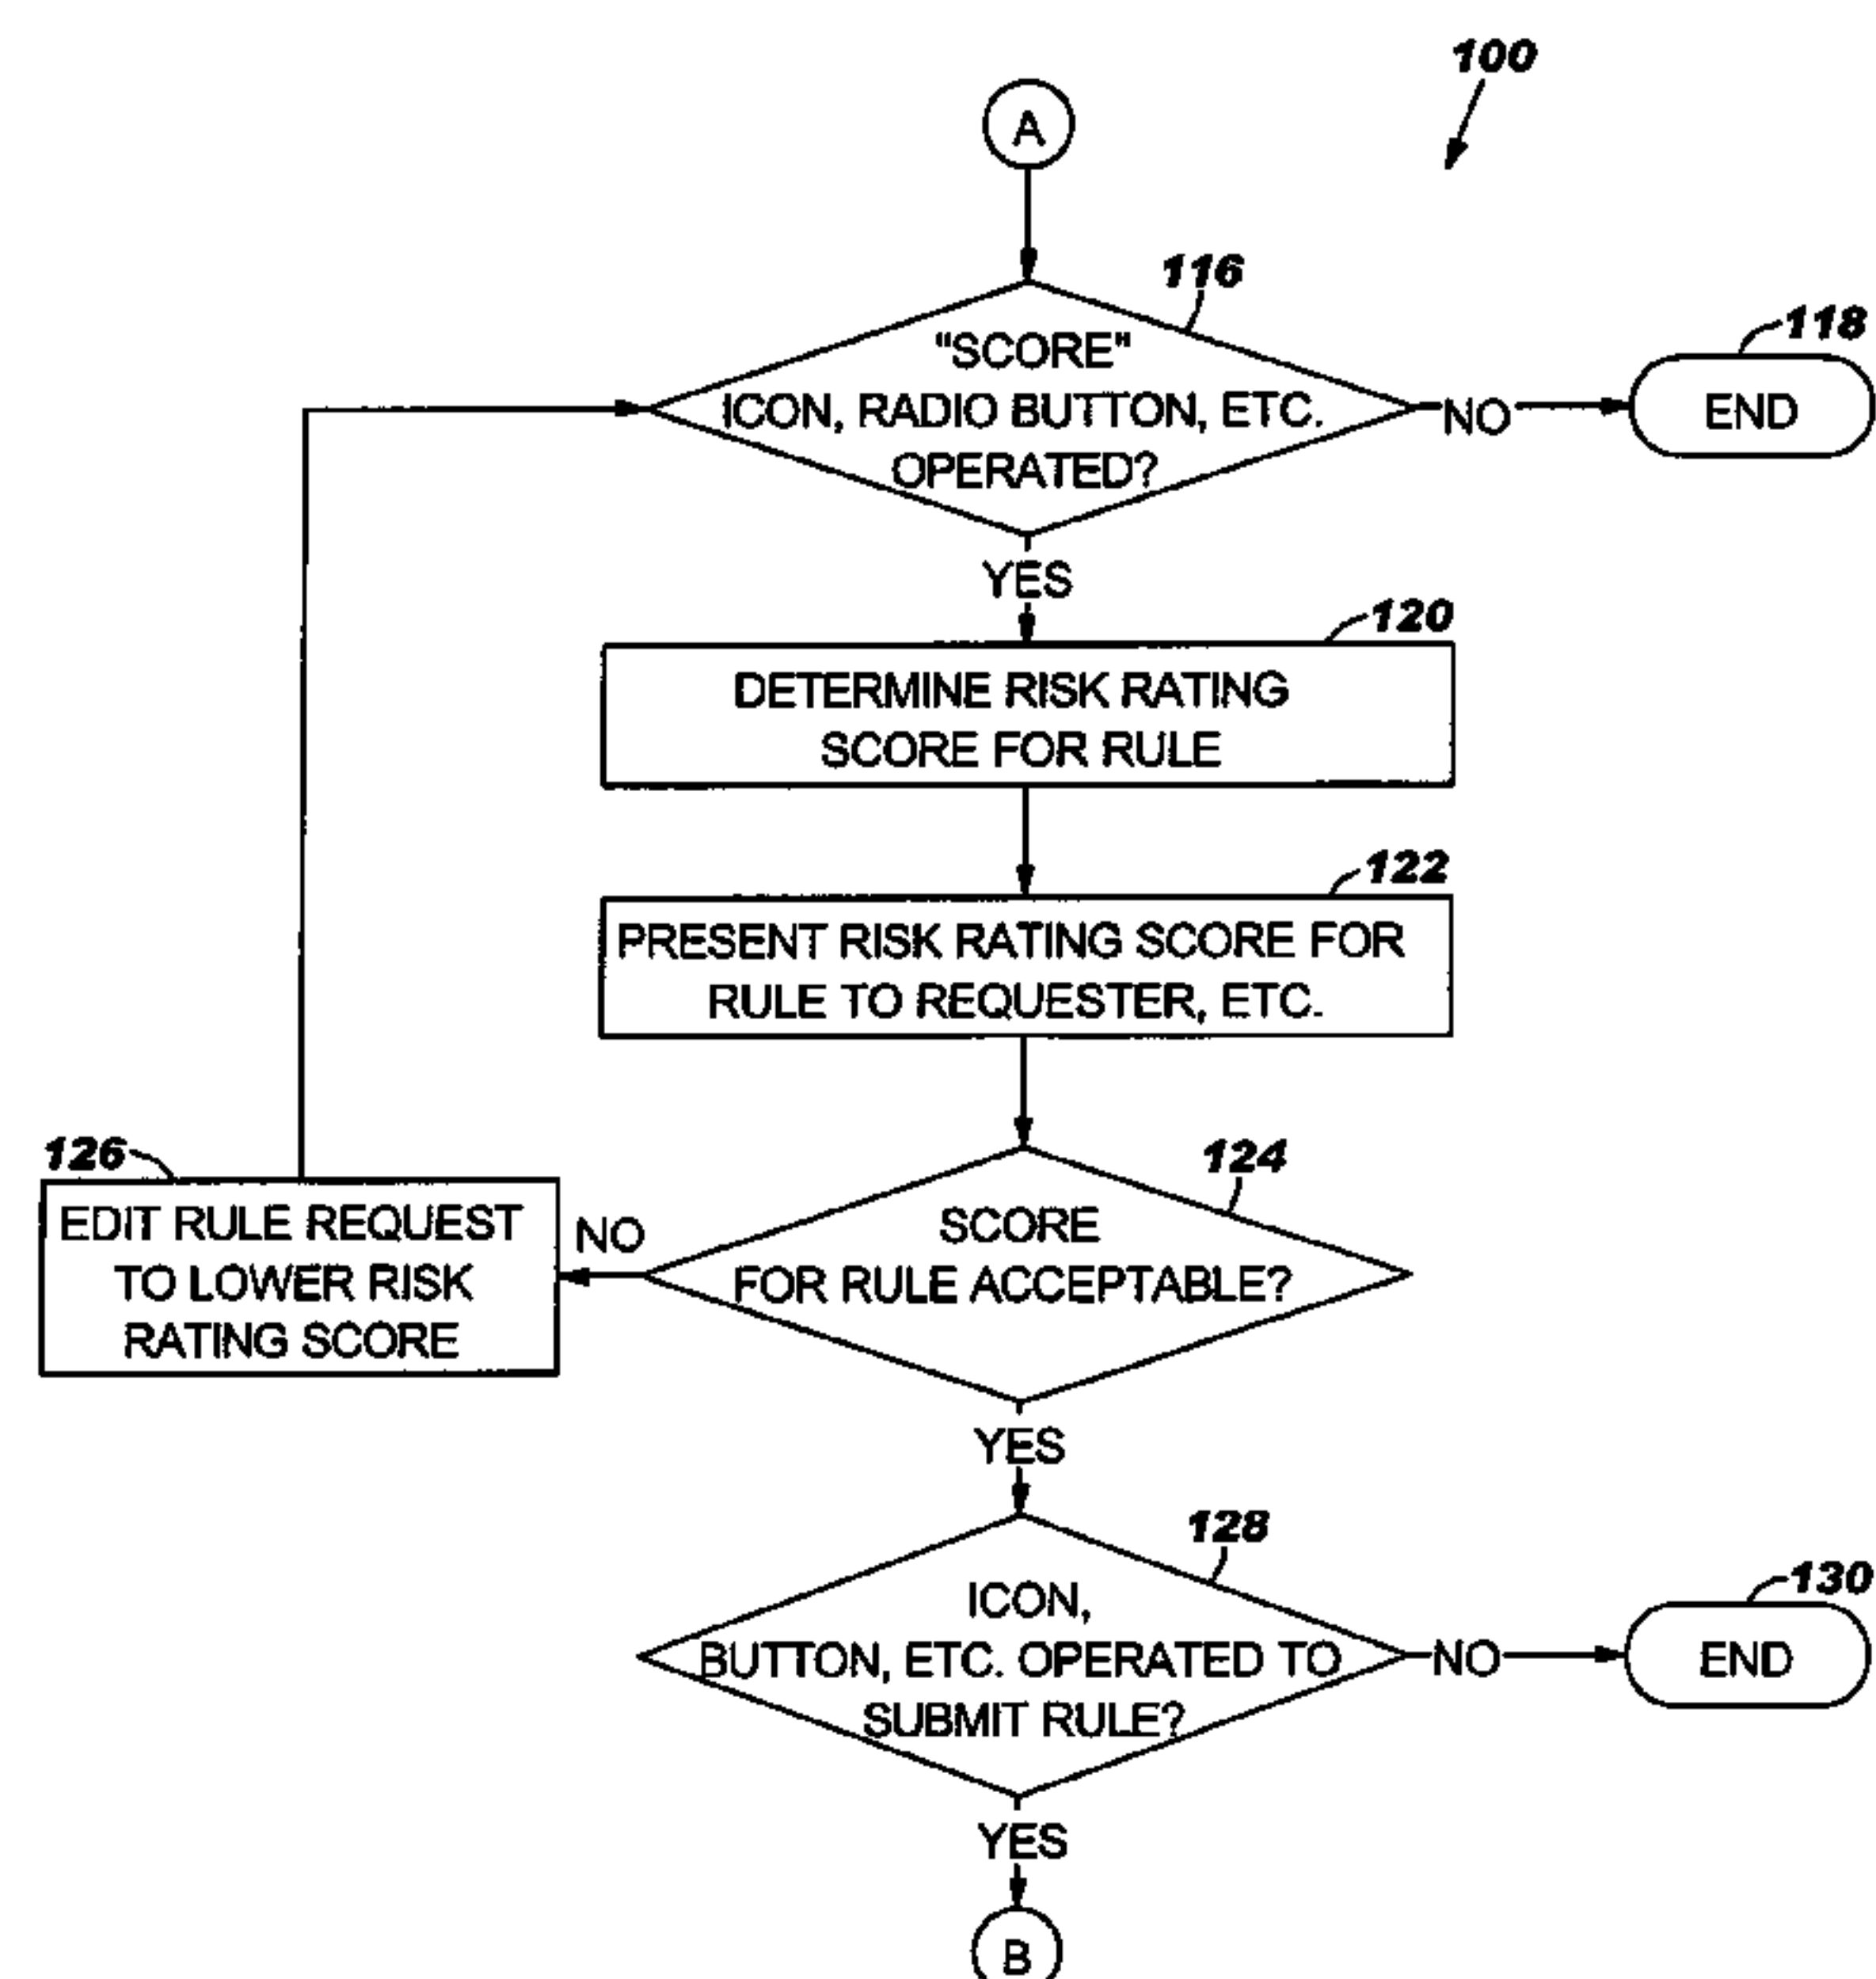 100
A
116
"SCORE"
ICON, RADIO BUTTON, ETC.
OPERATED?
NO
118
END
YES
120
DETERMINE RISK RATING
SCORE FOR RULE
122
PRESENT RISK RATING SCORE FOR
RULE TO REQUESTER, ETC.
124
SCORE
FOR RULE ACCEPTABLE?
NO
126
EDIT RULE REQUEST
TO LOWER RISK
RATING SCORE
YES
128
ICON,
BUTTON, ETC. OPERATED TO
SUBMIT RULE?
NO
130
END
YES
B